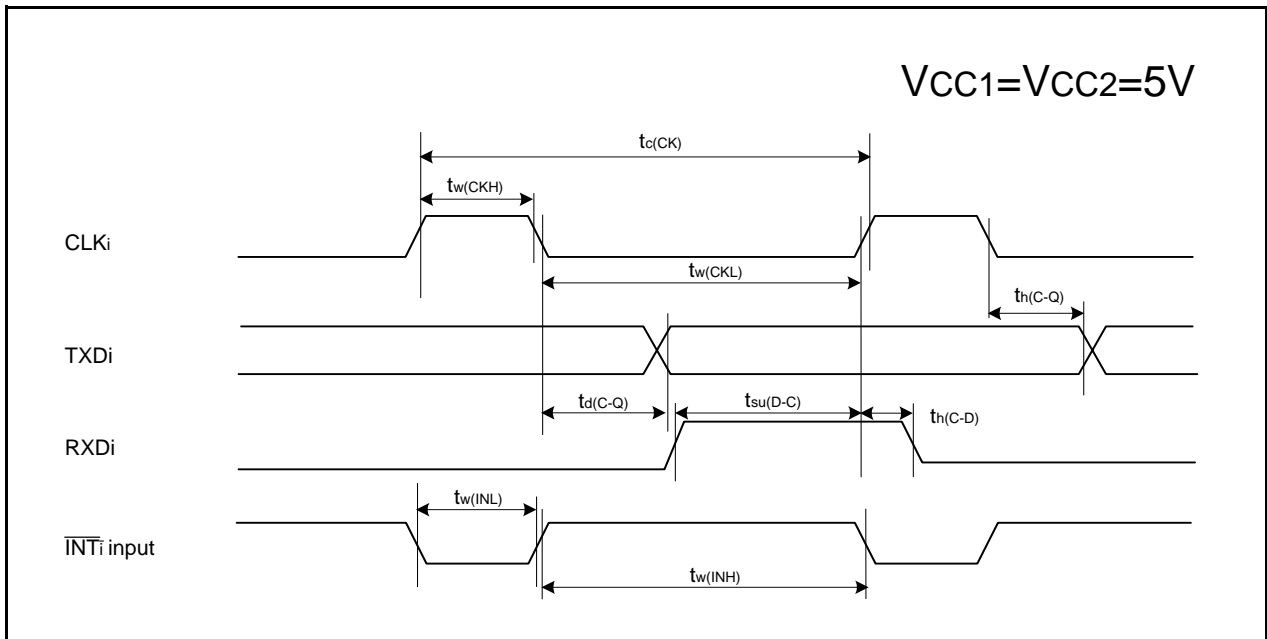 VCC1=VCC2=5V
tc(CK)
tw(CKH)
CLKi
tw(CKL)
th(C-Q)
TXDi
td(C-Q)
tsu(D-C)
th(C-D)
RXDi
tw(INL)
INTi input
tw(INH)